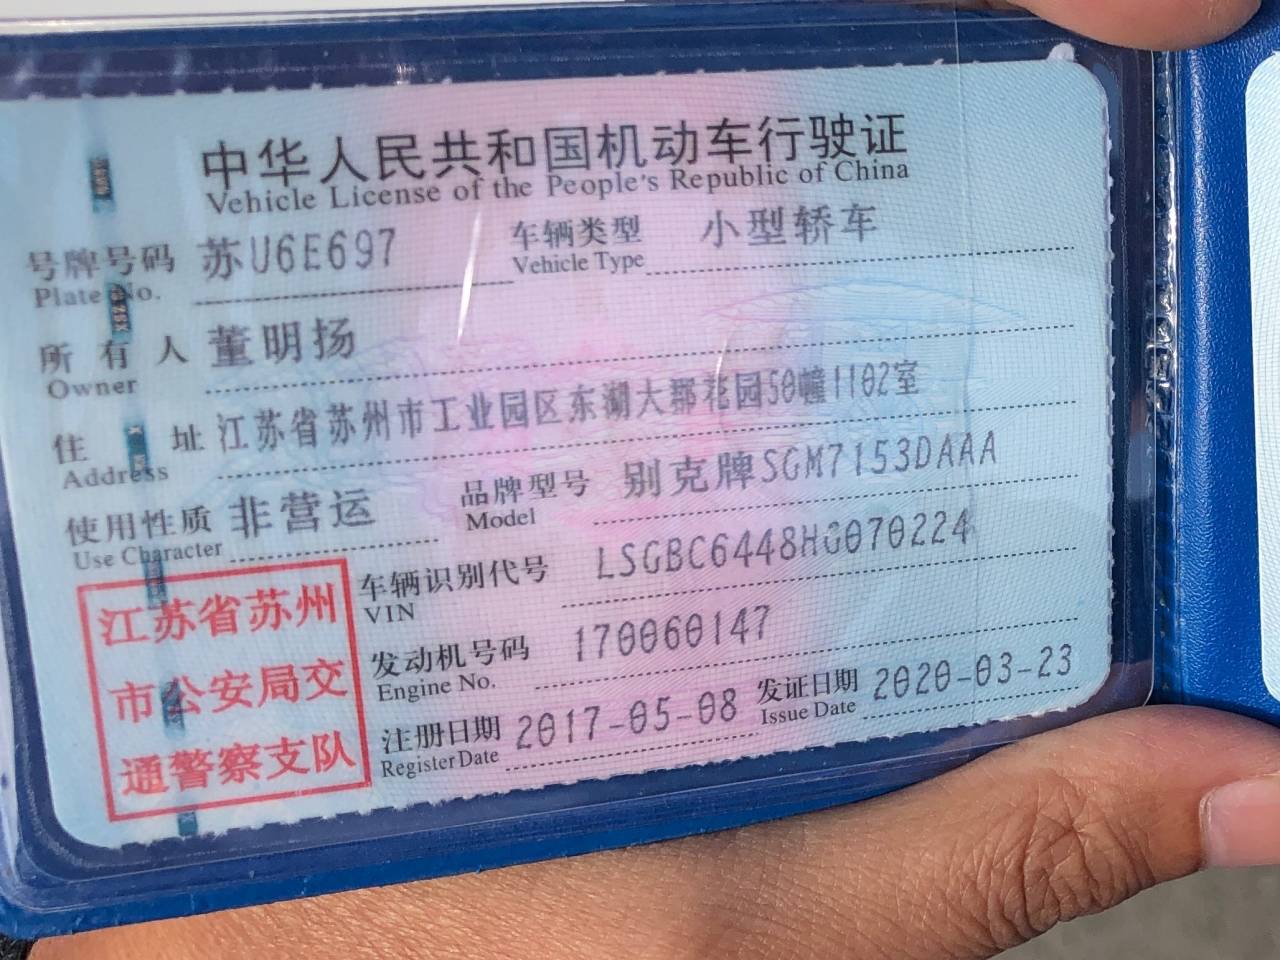 中华人民共和国机动车行驶证
Vehicle License of the People's Republic of China
号牌号码 苏U6E697 车辆类型 小型轿车
Plate No. Vehicle Type
所有人 董明扬
Owner
住址 江苏省苏州市工业园区东湖大郡花园50幢1102室
Address
使用性质 非营运 品牌型号 别克牌SGM7153DAAA
Use Character Model
车辆识别代号 LSGBC6448HG070224
VIN
发动机号码 170060147
Engine No.
注册日期 2017-05-08 发证日期 2020-03-23
Register Date Issue Date
江苏省苏州
市公安局交
通警察支队